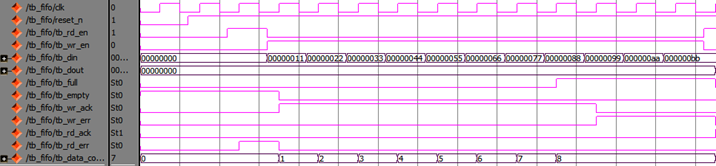 /tb_fifo/clk 0
/tb_fifo/reset_n 1
/tb_fifo/tb_rd_en 1
/tb_fifo/tb_wr_en 0
/tb_fifo/tb_din 00... 00000000 00000011 00000022 00000033 00000044 00000055 00000066 00000077 00000088 00000099 000000aa 000000bb
/tb_fifo/tb_dout 00... 00000000
/tb_fifo/tb_full St0
/tb_fifo/tb_empty St0
/tb_fifo/tb_wr_ack St0
/tb_fifo/tb_wr_err St0
/tb_fifo/tb_rd_ack St1
/tb_fifo/tb_rd_err St0
/tb_fifo/tb_data_co... 7 0 1 2 3 4 5 6 7 8